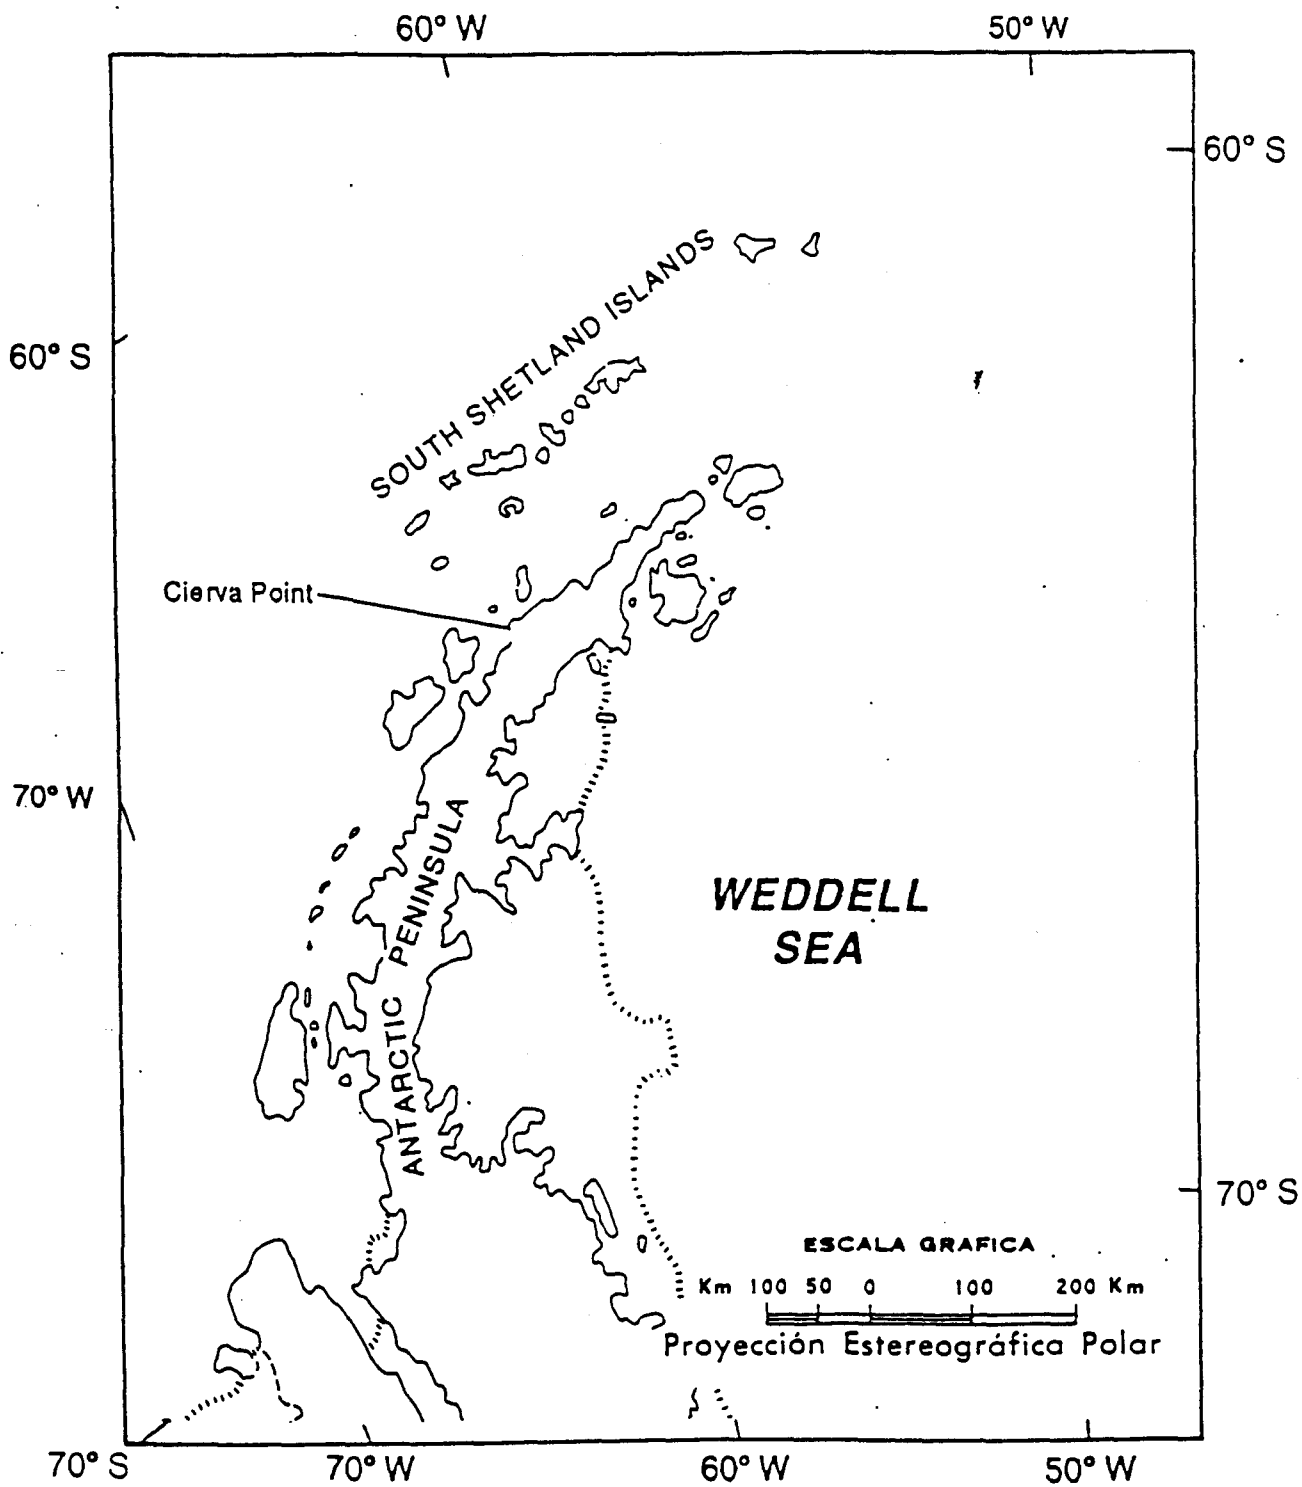 60° W
50° W
60° S
SOUTH SHETLAND ISLANDS
60° S
Cierva Point
70° W
ANTARCTIC PENINSULA
WEDDELL
SEA
70° S
ESCALA GRAFICA
Km 100 50 0 100 200 Km
Proyección Estereográfica Polar
70° S
70° W
60° W
50° W